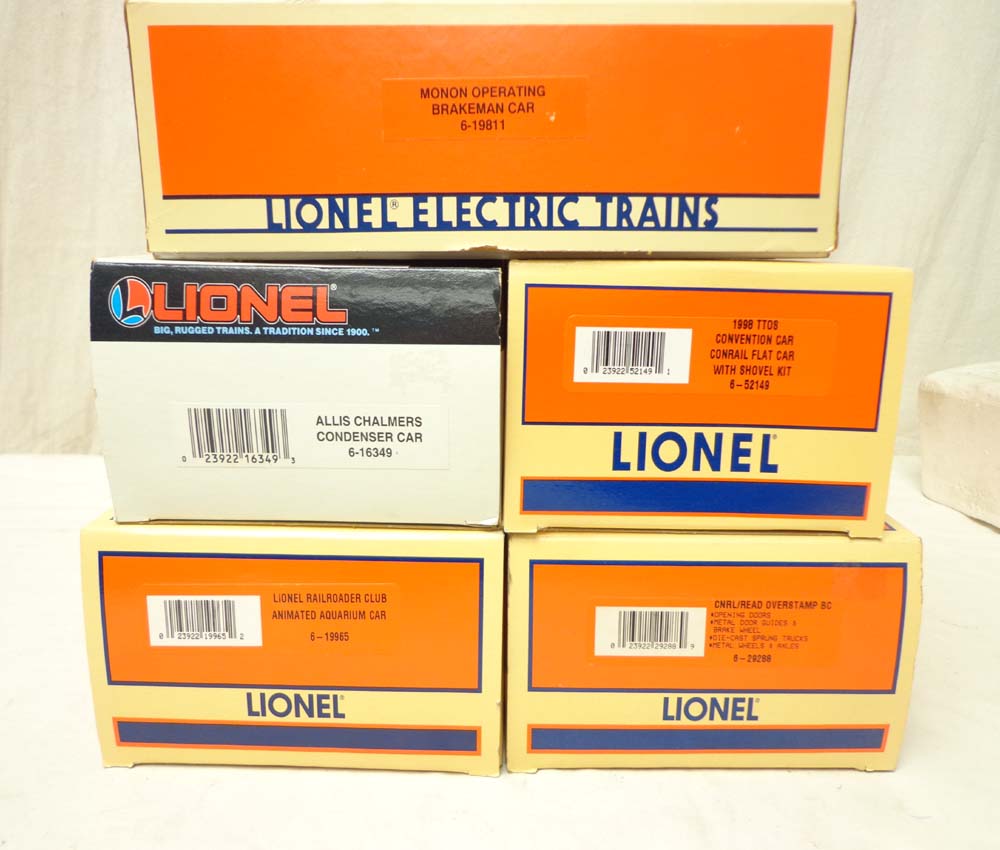 MONON OPERATING
BRAKEMAN CAR
6-19811
LIONEL® ELECTRIC TRAINS
LIONEL®
BIG, RUGGED TRAINS. A TRADITION SINCE 1900.™
ALLIS CHALMERS
CONDENSER CAR
6-16349
0 23922 16349 3
1998 TTOS
CONVENTION CAR
CONRAIL FLAT CAR
WITH SHOVEL KIT
6-52149
0 23922 52149 1
LIONEL®
LIONEL RAILROADER CLUB
ANIMATED AQUARIUM CAR
6-19965
0 23922 19965 2
LIONEL®
CNRL/READ OVERSTAMP BC
*OPENING DOORS
*METAL DOOR GUIDES &
BRAKE WHEEL
*DIE-CAST SPRUNG TRUCKS
*METAL WHEELS & AXLES
6-29288
0 23922 29288 9
LIONEL®